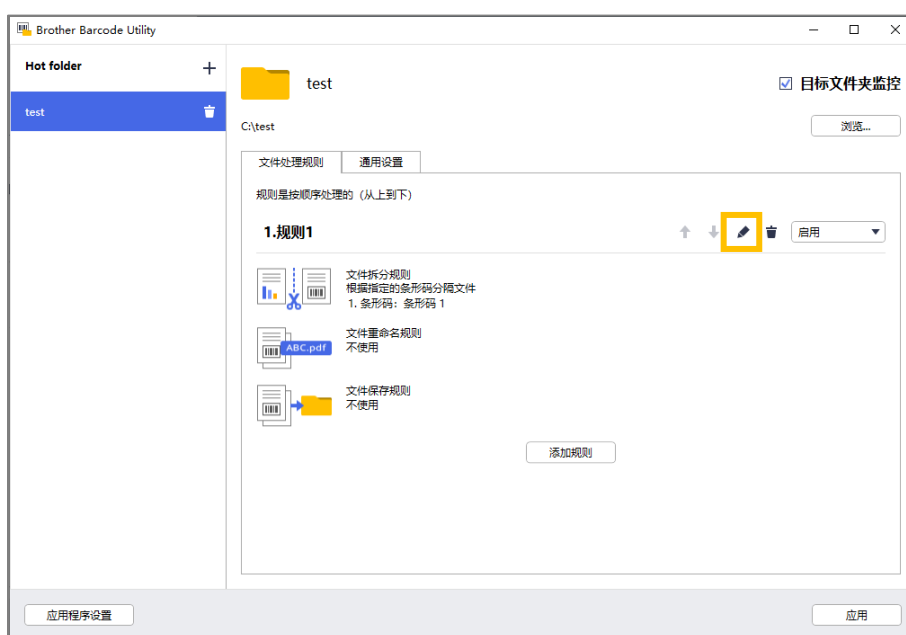 Brother Barcode Utility
Hot folder
test
test
目标文件夹监控
C:\test
浏览...
文件处理规则
通用设置
规则是按顺序处理的（从上到下）
1.规则1
启用
文件拆分规则
根据指定的条形码分隔文件
1. 条形码：条形码 1
文件重命名规则
不使用
ABC.pdf
文件保存规则
不使用
添加规则
应用程序设置
应用